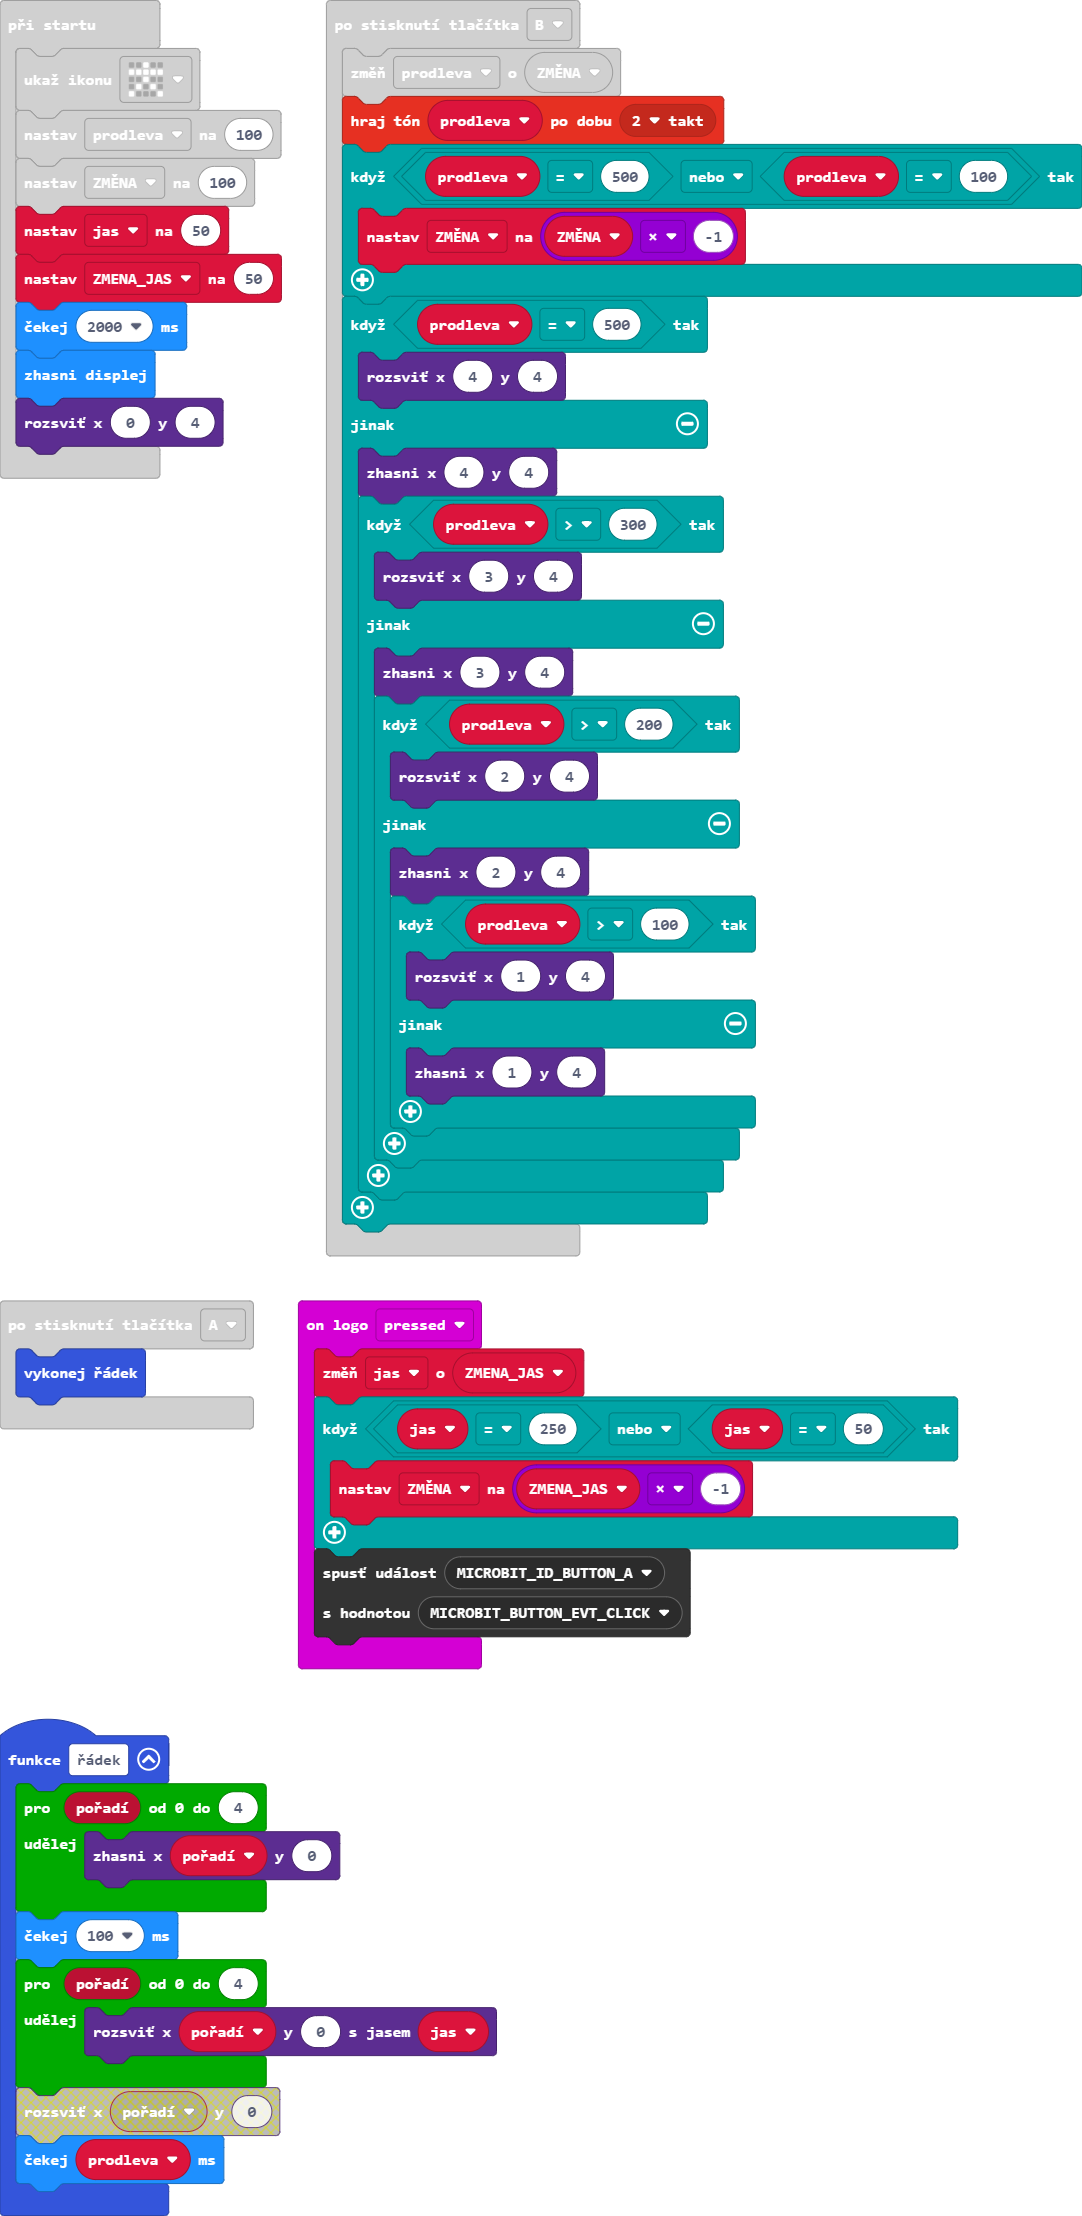 při startu
ukaž ikonu
nastav prodleva na 100
nastav ZMĚNA na 100
nastav jas na 50
nastav ZMENA_JAS na 50
čekej 2000 ms
zhasni displej
rozsviť x 0 y 4
po stisknutí tlačítka B
změň prodleva o ZMĚNA
hraj tón prodleva po dobu 2 takt
když prodleva = 500 nebo prodleva = 100 tak
nastav ZMĚNA na ZMĚNA × -1
když prodleva = 500 tak
rozsviť x 4 y 4
jinak
zhasni x 4 y 4
když prodleva > 300 tak
rozsviť x 3 y 4
jinak
zhasni x 3 y 4
když prodleva > 200 tak
rozsviť x 2 y 4
jinak
zhasni x 2 y 4
když prodleva > 100 tak
rozsviť x 1 y 4
jinak
zhasni x 1 y 4
po stisknutí tlačítka A
vykonej řádek
on logo pressed
změň jas o ZMENA_JAS
když jas = 250 nebo jas = 50 tak
nastav ZMĚNA na ZMENA_JAS × -1
spusť událost MICROBIT_ID_BUTTON_A
s hodnotou MICROBIT_BUTTON_EVT_CLICK
funkce řádek
pro pořadí od 0 do 4
udělej zhasni x pořadí y 0
čekej 100 ms
pro pořadí od 0 do 4
udělej rozsviť x pořadí y 0 s jasem jas
rozsviť x pořadí y 0
čekej prodleva ms